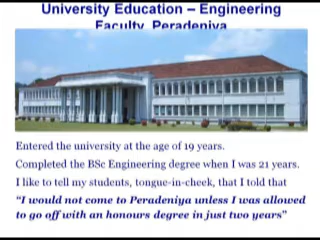 University Education – Engineering
Faculty, Peradeniya
Entered the university at the age of 19 years.
Completed the BSc Engineering degree when I was 21 years.
I like to tell my students, tongue-in-cheek, that I told that
“I would not come to Peradeniya unless I was allowed
to go off with an honours degree in just two years”